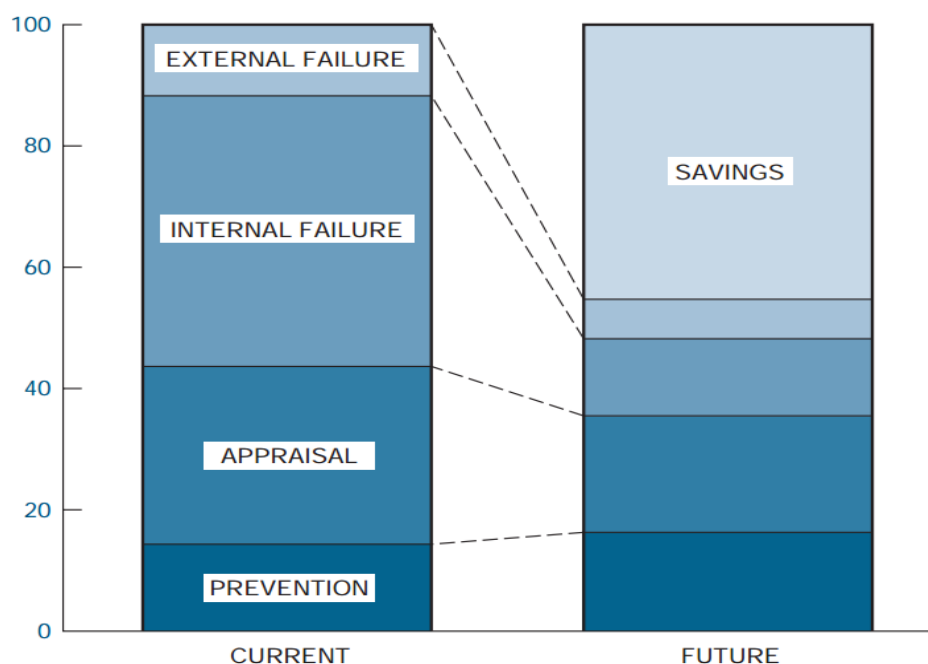 100
80
60
40
20
0
EXTERNAL FAILURE
INTERNAL FAILURE
APPRAISAL
PREVENTION
SAVINGS
CURRENT
FUTURE